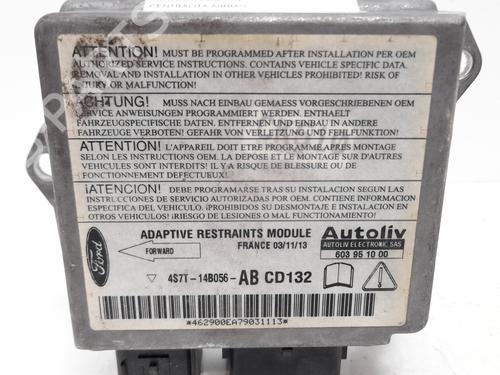 ATTENTION! MUST BE PROGRAMMED AFTER INSTALLATION PER OEM
AUTHORIZED SERVICE INSTRUCTIONS. CONTAINS VEHICLE SPECIFIC DATA.
REMOVAL AND INSTALLATION IN OTHER VEHICLES PROHIBITED! RISK OF
INJURY OR MALFUNCTION!
ACHTUNG! MUSS NACH EINBAU GEMAESS VORGESCHRIEBENEN OEM
SERVICE ANWEISUNGEN PROGRAMMIERT WERDEN. ENTHAELT
FAHRZEUGSPEZIFISCHE DATEN. AUSBAU UND EINBAU IN ANDERE
FAHRZEUGE VERBOTEN! GEFAHR VON VERLETZUNG UND FEHLFUNKTION!
ATTENTION! L'APPAREIL DOIT ETRE PROGRAMME APRES MONTAGE
SELON LES INSTRUCTIONS OEM. LA DEPOSE ET LE MONTAGE SUR D'AUTRES
VEHICULES SONT INTERDITS! IL Y A RISQUE DE BLESSURE OU DE
FONCTIONNEMENT DEFECTUEUX!
¡ATENCION! DEBE PROGRAMARSE TRAS SU INSTALACION SEGUN LAS
INSTRUCCIONES DE SERVICIO AUTORIZADAS POR OEM. CONTIENE INFORMACION
ESPECIFICA DEL VEHICULO. ¡PROHIBIDOS SU DESMONTAJE E INSTALACION EN
OTROS VEHICULOS! ¡RIESGO DE LESIONES O MAL FUNCIONAMIENTO!
Ford
ADAPTIVE RESTRAINTS MODULE
FORWARD
FRANCE 03/11/13
Autoliv
AUTOLIV ELECTRONIC SAS
603 95 10 00
4S7T-14B056-AB CD132
*462900EA79031113*